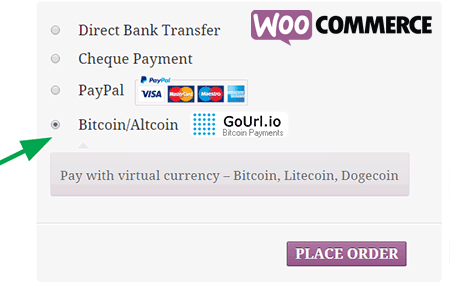 WOO COMMERCE
Direct Bank Transfer
Cheque Payment
PayPal
PayPal
VISA MasterCard Maestro AMERICAN EXPRESS
Bitcoin/Altcoin
GoUrl.io
Bitcoin Payments
Pay with virtual currency – Bitcoin, Litecoin, Dogecoin
PLACE ORDER